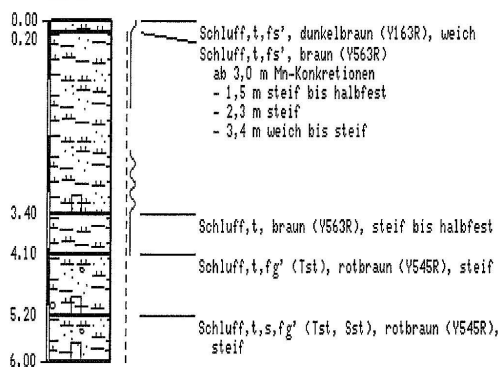 0.00
Schluff,t,fs', dunkelbraun (Y163R), weich
0.20
Schluff,t,fs', braun (Y563R)
ab 3,0 m Mn-Konkretionen
- 1,5 m steif bis halbfest
- 2,3 m steif
- 3,4 m weich bis steif
3.40
Schluff,t, braun (Y563R), steif bis halbfest
4.10
Schluff,t,fg' (Tst), rotbraun (Y545R), steif
5.20
Schluff,t,s,fg' (Tst, Sst), rotbraun (Y545R),
steif
6.00